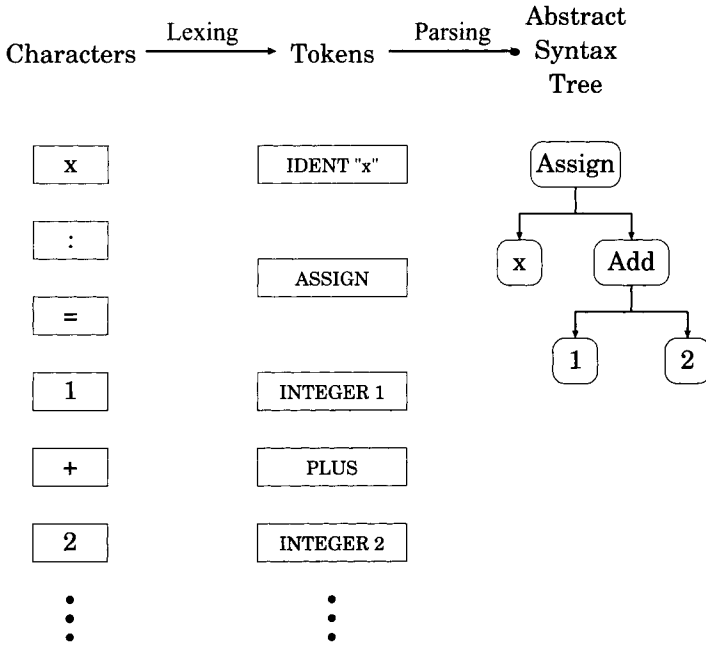 Characters
Lexing
Tokens
Parsing
Abstract
Syntax
Tree
x
:
=
1
+
2
IDENT "x"
ASSIGN
INTEGER 1
PLUS
INTEGER 2
Assign
x
Add
1
2